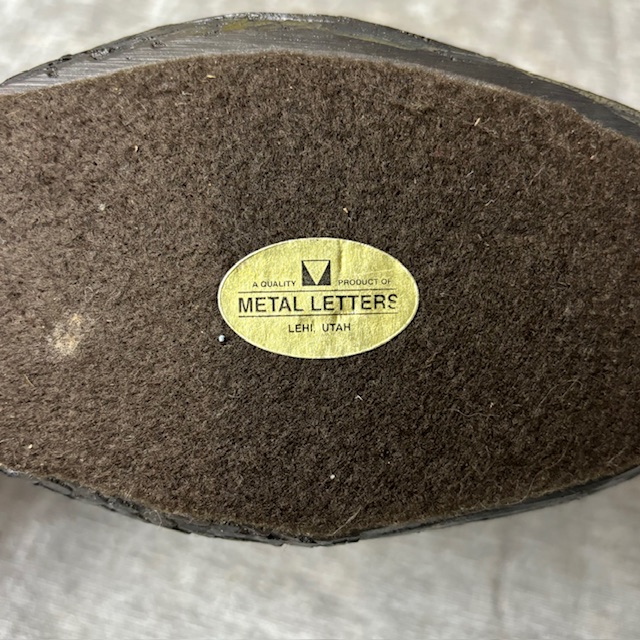 A QUALITY PRODUCT OF
METAL LETTERS
LEHI, UTAH